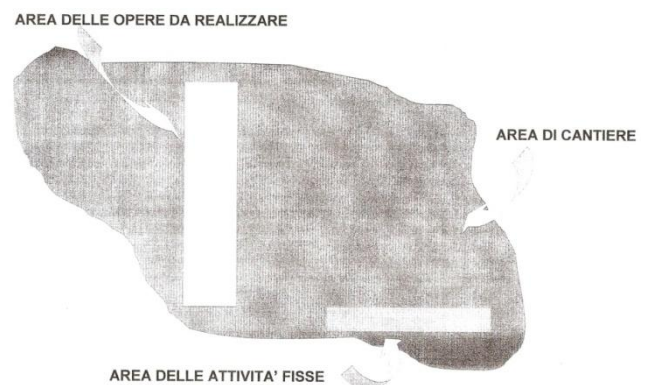 AREA DELLE OPERE DA REALIZZARE
AREA DI CANTIERE
AREA DELLE ATTIVITA' FISSE